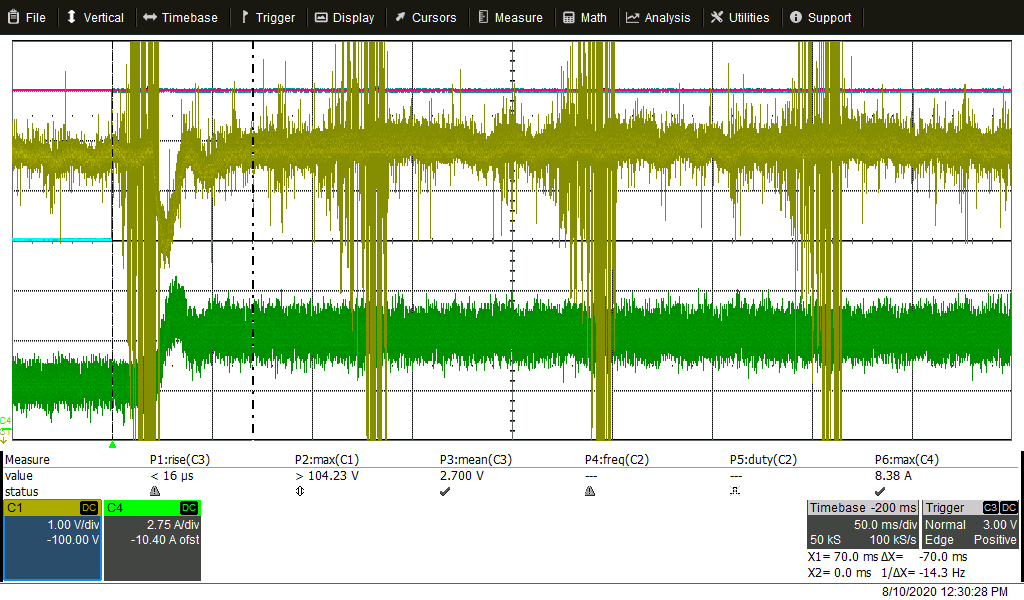 File Vertical Timebase Trigger Display Cursors Measure Math Analysis Utilities Support
C4
C1
Measure P1:rise(C3) P2:max(C1) P3:mean(C3) P4:freq(C2) P5:duty(C2) P6:max(C4)
value < 16 µs > 104.23 V 2.700 V --- --- 8.38 A
status
C1 DC
1.00 V/div
-100.00 V
C4 DC
2.75 A/div
-10.40 A ofst
Timebase -200 ms
50.0 ms/div
50 kS 100 kS/s
Trigger C3 DC
Normal 3.00 V
Edge Positive
X1= 70.0 ms ΔX= -70.0 ms
X2= 0.0 ms 1/ΔX= -14.3 Hz
8/10/2020 12:30:28 PM